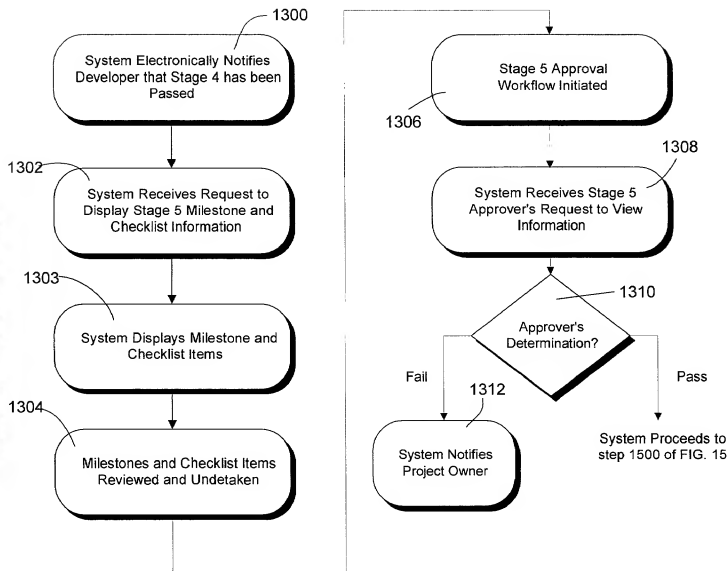 1300
System Electronically Notifies
Developer that Stage 4 has been
Passed
1302
System Receives Request to
Display Stage 5 Milestone and
Checklist Information
1303
System Displays Milestone and
Checklist Items
1304
Milestones and Checklist Items
Reviewed and Undetaken
Stage 5 Approval
Workflow Initiated
1306
1308
System Receives Stage 5
Approver's Request to View
Information
1310
Approver's
Determination?
Fail
Pass
1312
System Notifies
Project Owner
System Proceeds to
step 1500 of FIG. 15